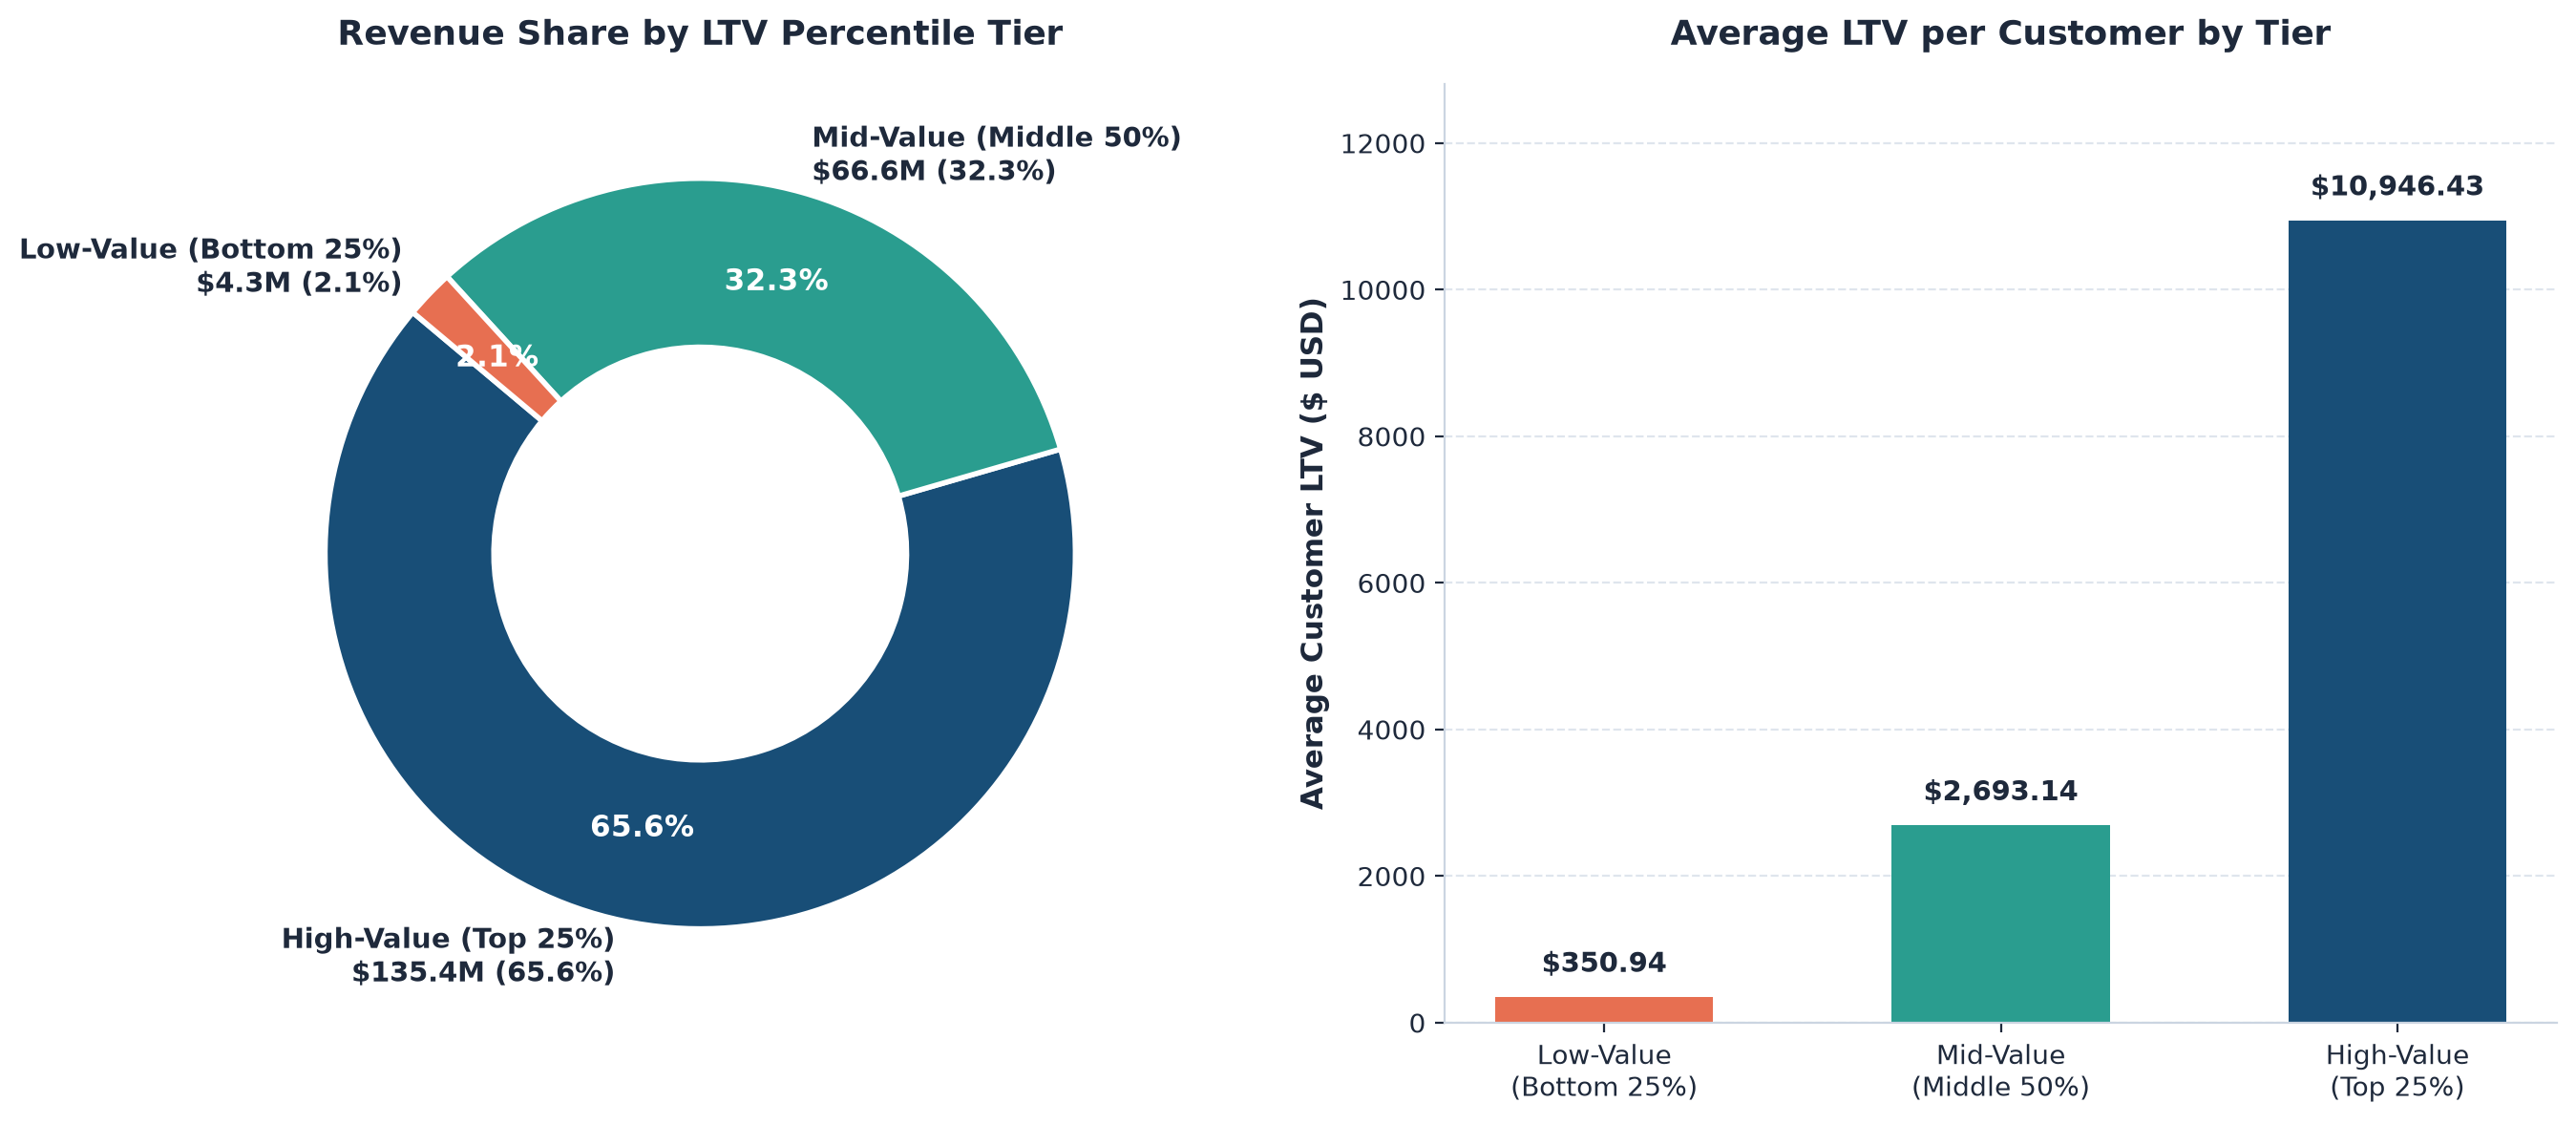 Revenue Share by LTV Percentile Tier
Mid-Value (Middle 50%)
$66.6M (32.3%)
Low-Value (Bottom 25%)
$4.3M (2.1%)
32.3%
2.1%
65.6%
High-Value (Top 25%)
$135.4M (65.6%)
Average LTV per Customer by Tier
Average Customer LTV ($ USD)
12000
10000
8000
6000
4000
2000
0
$350.94
$2,693.14
$10,946.43
Low-Value
(Bottom 25%)
Mid-Value
(Middle 50%)
High-Value
(Top 25%)